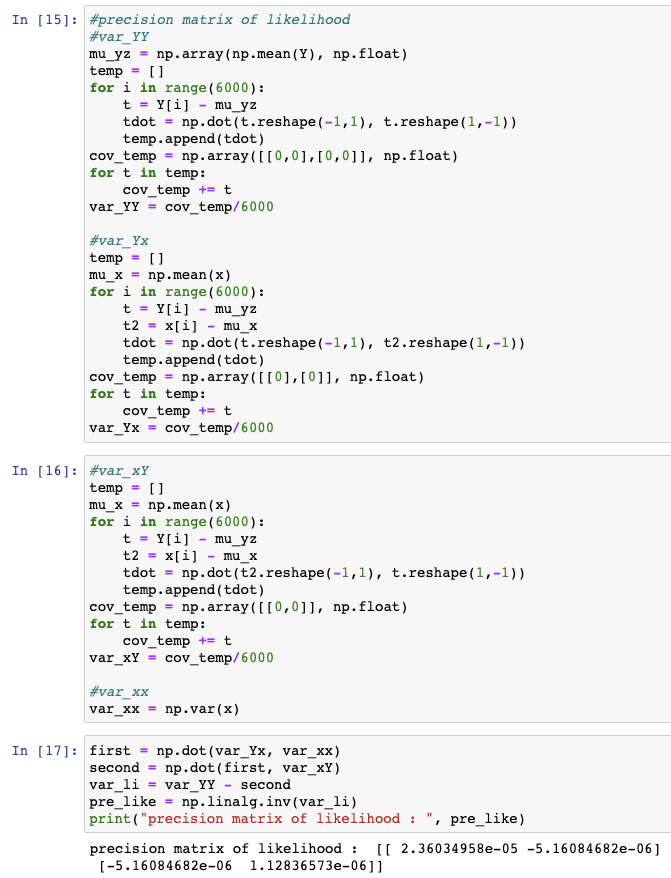 In [15]: #precision matrix of likelihood
#var_YY
mu_yz = np.array(np.mean(Y), np.float)
temp = []
for i in range(6000):
    t = Y[i] - mu_yz
    tdot = np.dot(t.reshape(-1,1), t.reshape(1,-1))
    temp.append(tdot)
cov_temp = np.array([[0,0],[0,0]], np.float)
for t in temp:
    cov_temp += t
var_YY = cov_temp/6000

#var_Yx
temp = []
mu_x = np.mean(x)
for i in range(6000):
    t = Y[i] - mu_yz
    t2 = x[i] - mu_x
    tdot = np.dot(t.reshape(-1,1), t2.reshape(1,-1))
    temp.append(tdot)
cov_temp = np.array([[0],[0]], np.float)
for t in temp:
    cov_temp += t
var_Yx = cov_temp/6000

In [16]: #var_xY
temp = []
mu_x = np.mean(x)
for i in range(6000):
    t = Y[i] - mu_yz
    t2 = x[i] - mu_x
    tdot = np.dot(t2.reshape(-1,1), t.reshape(1,-1))
    temp.append(tdot)
cov_temp = np.array([[0,0]], np.float)
for t in temp:
    cov_temp += t
var_xY = cov_temp/6000

#var_xx
var_xx = np.var(x)

In [17]: first = np.dot(var_Yx, var_xx)
second = np.dot(first, var_xY)
var_li = var_YY - second
pre_like = np.linalg.inv(var_li)
print("precision matrix of likelihood : ", pre_like)

precision matrix of likelihood :  [[ 2.36034958e-05 -5.16084682e-06]
 [-5.16084682e-06  1.12836573e-06]]